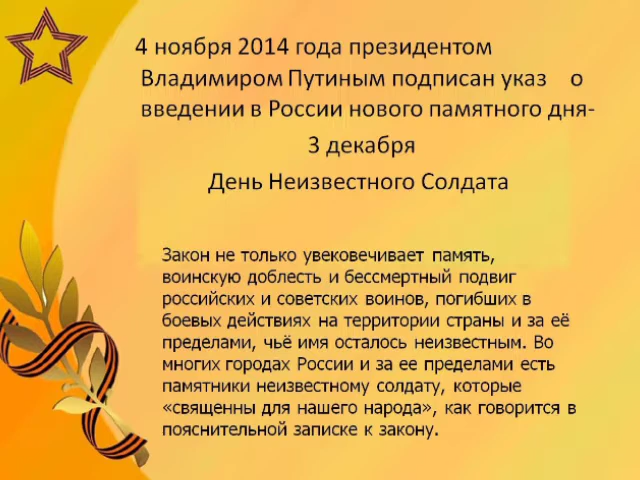 4 ноября 2014 года президентом
Владимиром Путиным подписан указ о
введении в России нового памятного дня-
3 декабря
День Неизвестного Солдата
Закон не только увековечивает память,
воинскую доблесть и бессмертный подвиг
российских и советских воинов, погибших в
боевых действиях на территории страны и за её
пределами, чьё имя осталось неизвестным. Во
многих городах России и за ее пределами есть
памятники неизвестному солдату, которые
«священны для нашего народа», как говорится в
пояснительной записке к закону.